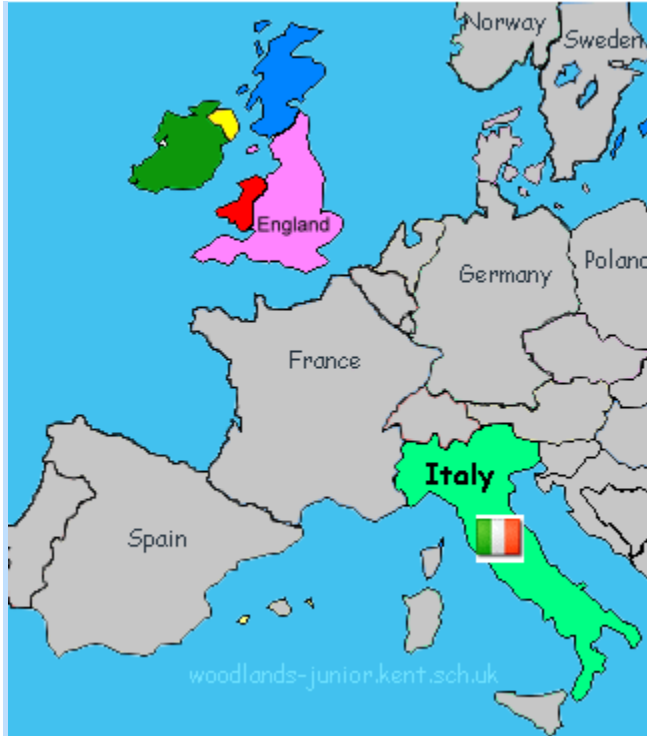 Norway
Sweden
England
Germany
Poland
France
Italy
Spain
woodlands-junior.kent.sch.uk